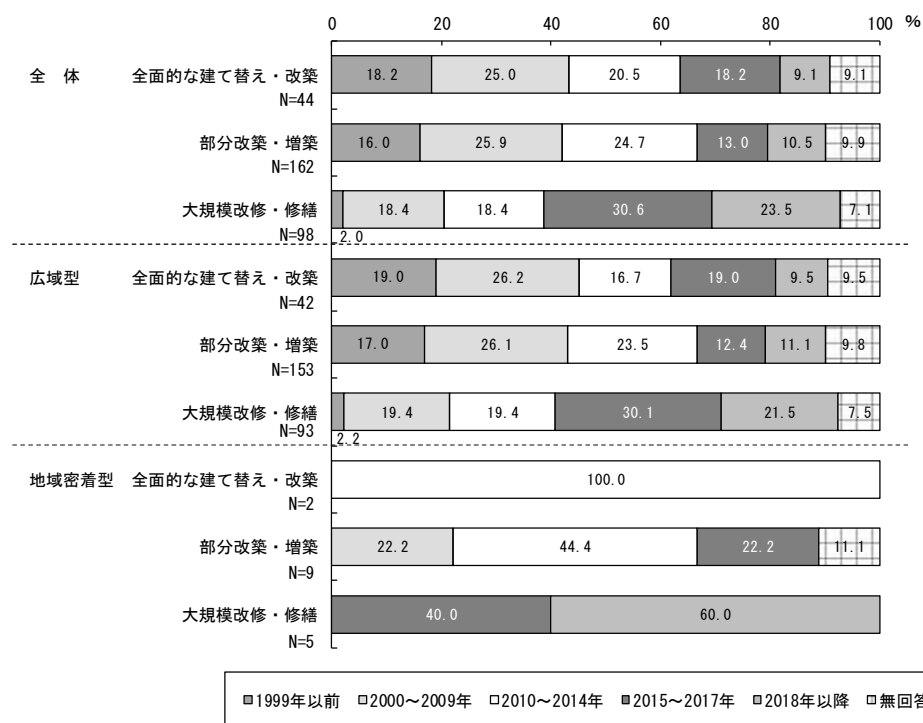 0 20 40 60 80 100 %
全　体 全面的な建て替え・改築 18.2 25.0 20.5 18.2 9.1 9.1
N=44
部分改築・増築 16.0 25.9 24.7 13.0 10.5 9.9
N=162
大規模改修・修繕 18.4 18.4 30.6 23.5 7.1
N=98 2.0
広域型 全面的な建て替え・改築 19.0 26.2 16.7 19.0 9.5 9.5
N=42
部分改築・増築 17.0 26.1 23.5 12.4 11.1 9.8
N=153
大規模改修・修繕 19.4 19.4 30.1 21.5 7.5
N=93 2.2
地域密着型 全面的な建て替え・改築 100.0
N=2
部分改築・増築 22.2 44.4 22.2 11.1
N=9
大規模改修・修繕 40.0 60.0
N=5
1999年以前 2000～2009年 2010～2014年 2015～2017年 2018年以降 無回答